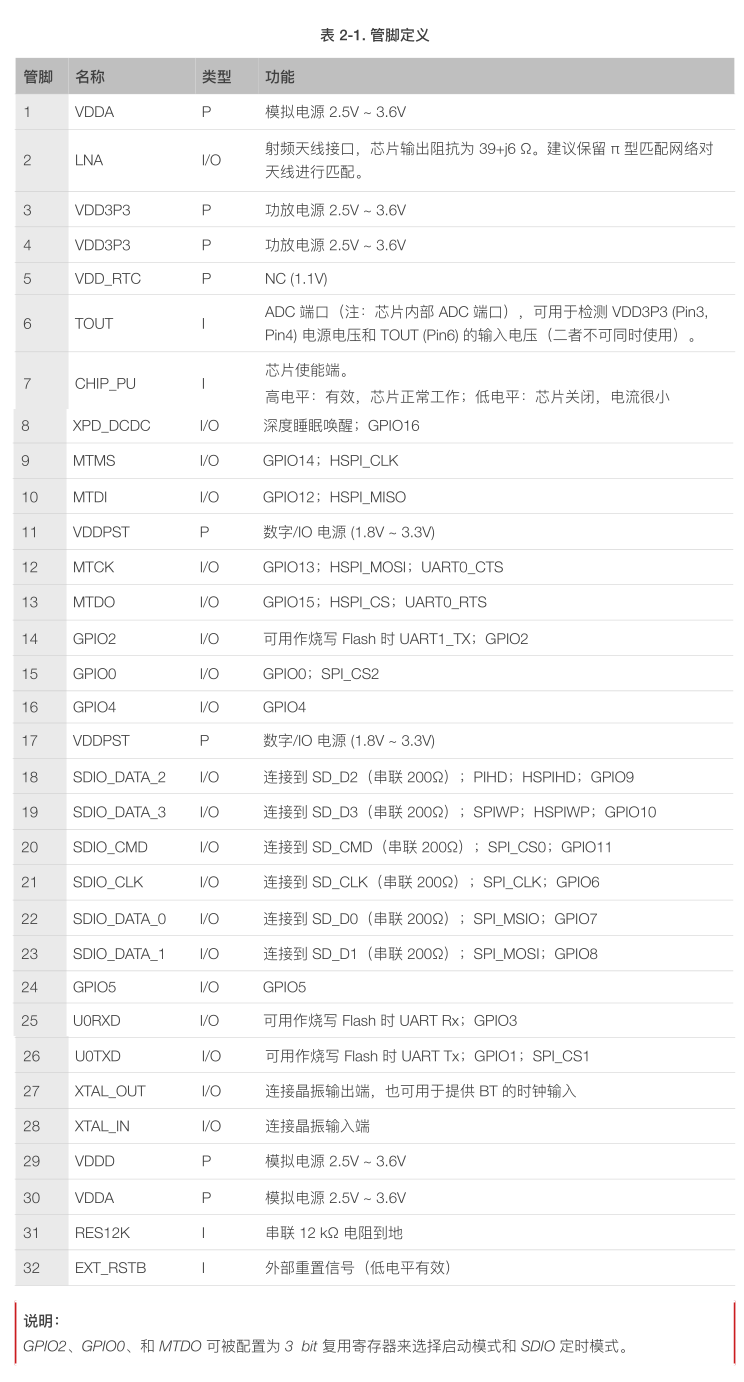 表 2-1. 管脚定义
管脚 名称 类型 功能
1 VDDA P 模拟电源 2.5V ~ 3.6V
2 LNA I/O 射频天线接口，芯片输出阻抗为 39+j6 Ω。建议保留 π 型匹配网络对
天线进行匹配。
3 VDD3P3 P 功放电源 2.5V ~ 3.6V
4 VDD3P3 P 功放电源 2.5V ~ 3.6V
5 VDD_RTC P NC (1.1V)
6 TOUT I ADC 端口（注：芯片内部 ADC 端口），可用于检测 VDD3P3 (Pin3,
Pin4) 电源电压和 TOUT (Pin6) 的输入电压（二者不可同时使用）。
7 CHIP_PU I 芯片使能端。
高电平：有效，芯片正常工作；低电平：芯片关闭，电流很小
8 XPD_DCDC I/O 深度睡眠唤醒；GPIO16
9 MTMS I/O GPIO14；HSPI_CLK
10 MTDI I/O GPIO12；HSPI_MISO
11 VDDPST P 数字/IO 电源 (1.8V ~ 3.3V)
12 MTCK I/O GPIO13；HSPI_MOSI；UART0_CTS
13 MTDO I/O GPIO15；HSPI_CS；UART0_RTS
14 GPIO2 I/O 可用作烧写 Flash 时 UART1_TX；GPIO2
15 GPIO0 I/O GPIO0；SPI_CS2
16 GPIO4 I/O GPIO4
17 VDDPST P 数字/IO 电源 (1.8V ~ 3.3V)
18 SDIO_DATA_2 I/O 连接到 SD_D2（串联 200Ω）；PIHD；HSPIHD；GPIO9
19 SDIO_DATA_3 I/O 连接到 SD_D3（串联 200Ω）；SPIWP；HSPIWP；GPIO10
20 SDIO_CMD I/O 连接到 SD_CMD（串联 200Ω）；SPI_CS0；GPIO11
21 SDIO_CLK I/O 连接到 SD_CLK（串联 200Ω）；SPI_CLK；GPIO6
22 SDIO_DATA_0 I/O 连接到 SD_D0（串联 200Ω）；SPI_MSIO；GPIO7
23 SDIO_DATA_1 I/O 连接到 SD_D1（串联 200Ω）；SPI_MOSI；GPIO8
24 GPIO5 I/O GPIO5
25 U0RXD I/O 可用作烧写 Flash 时 UART Rx；GPIO3
26 U0TXD I/O 可用作烧写 Flash 时 UART Tx；GPIO1；SPI_CS1
27 XTAL_OUT I/O 连接晶振输出端，也可用于提供 BT 的时钟输入
28 XTAL_IN I/O 连接晶振输入端
29 VDDD P 模拟电源 2.5V ~ 3.6V
30 VDDA P 模拟电源 2.5V ~ 3.6V
31 RES12K I 串联 12 kΩ 电阻到地
32 EXT_RSTB I 外部重置信号（低电平有效）
说明：
GPIO2、GPIO0、和 MTDO 可被配置为 3 bit 复用寄存器来选择启动模式和 SDIO 定时模式。